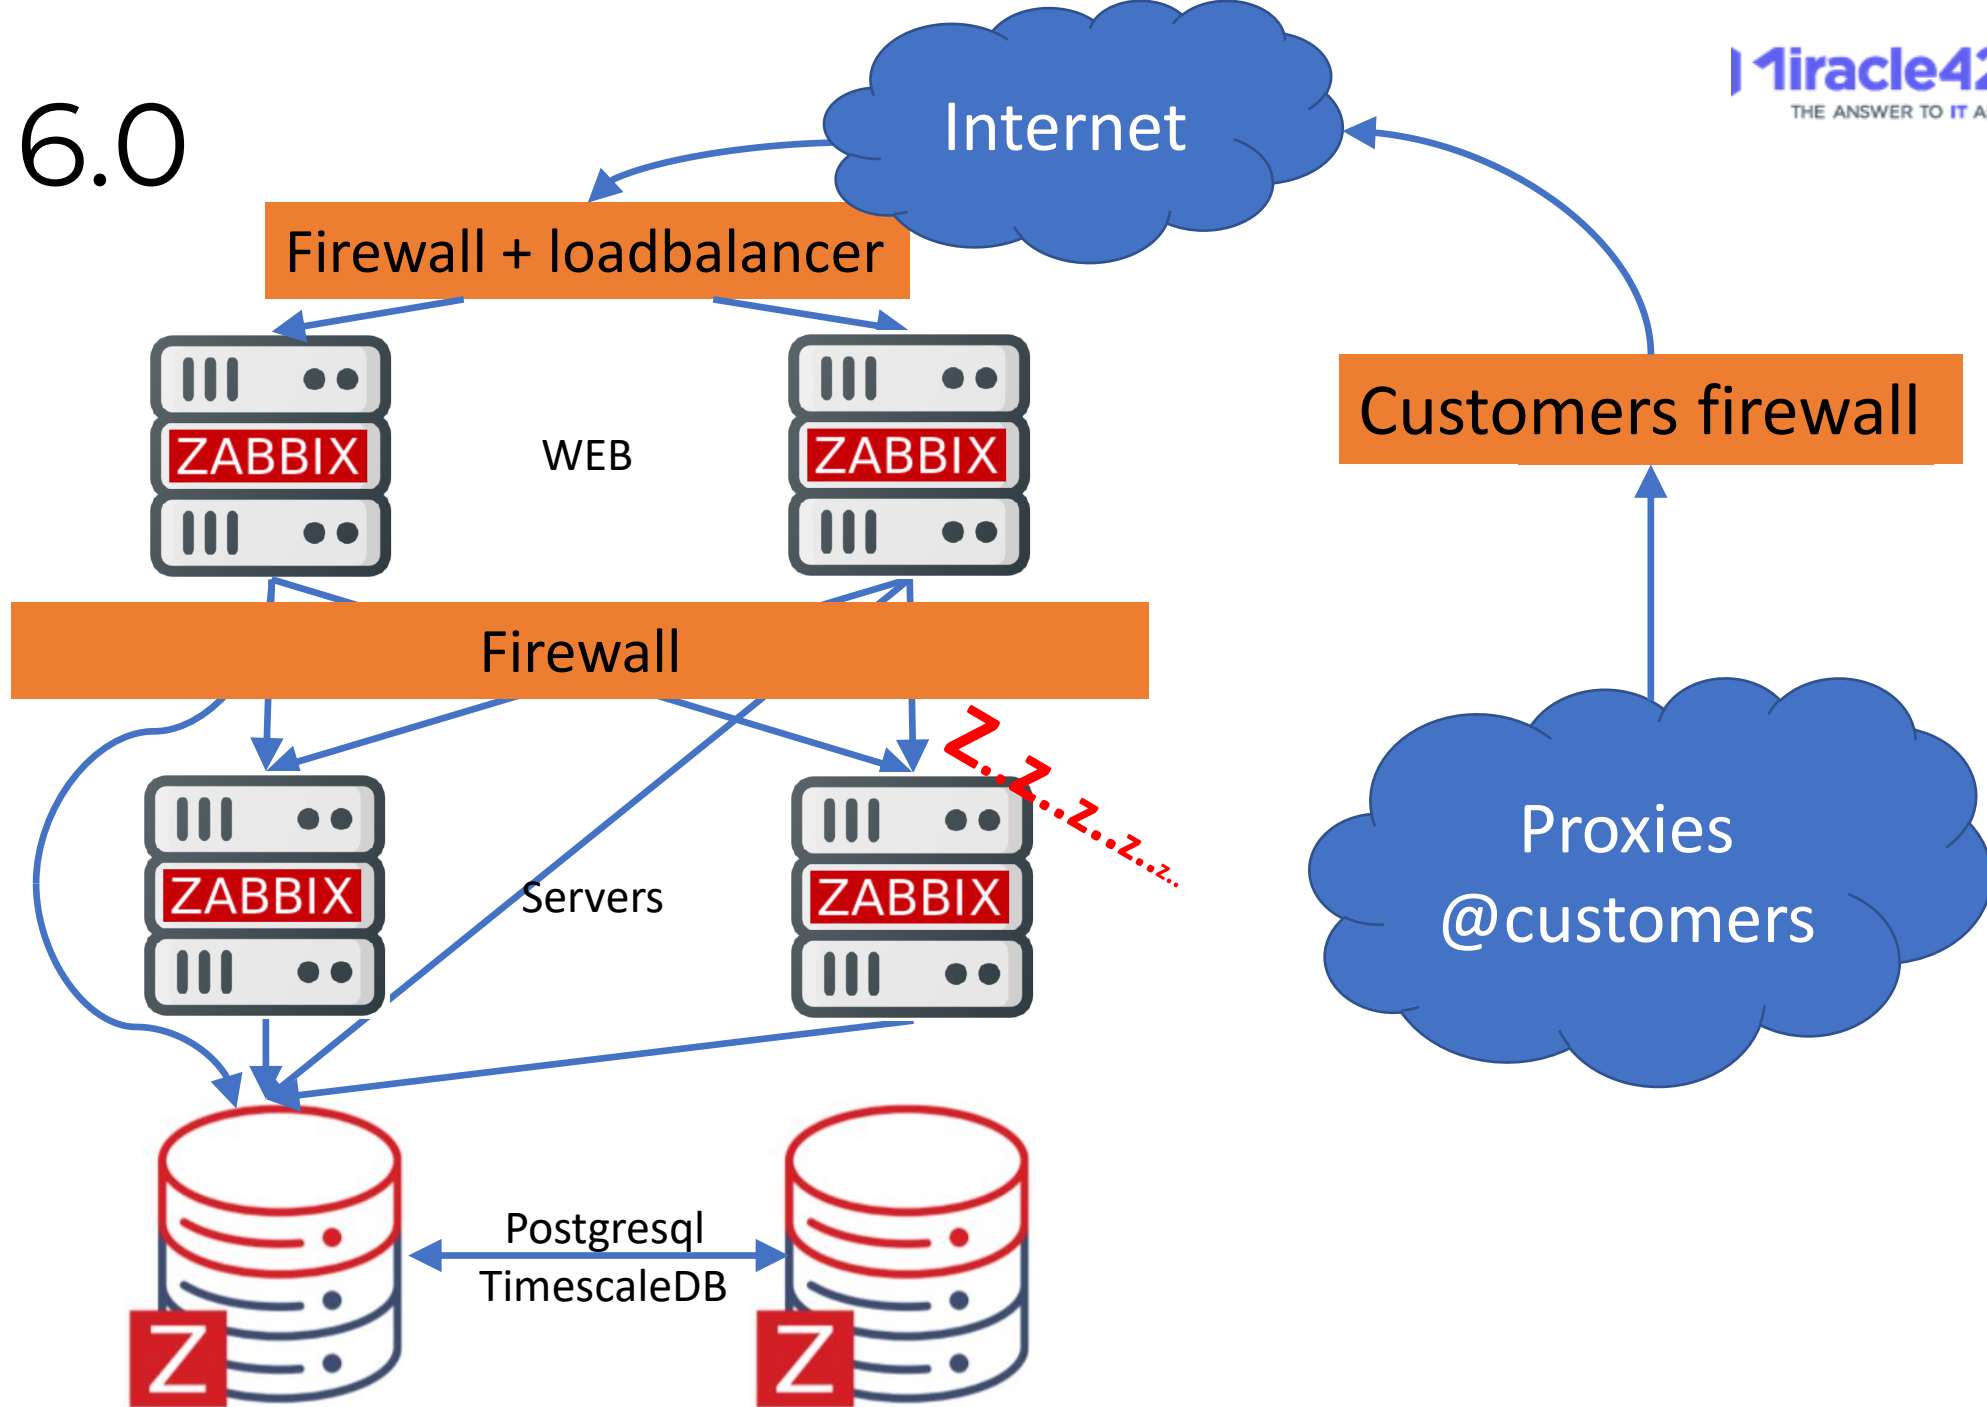 6.0
Internet
Miracle42
THE ANSWER TO IT A
Firewall + loadbalancer
ZABBIX
WEB
ZABBIX
Customers firewall
Firewall
Z...Z...Z...Z...Z...
ZABBIX
Servers
ZABBIX
Proxies
@customers
Postgresql
TimescaleDB
Z
Z